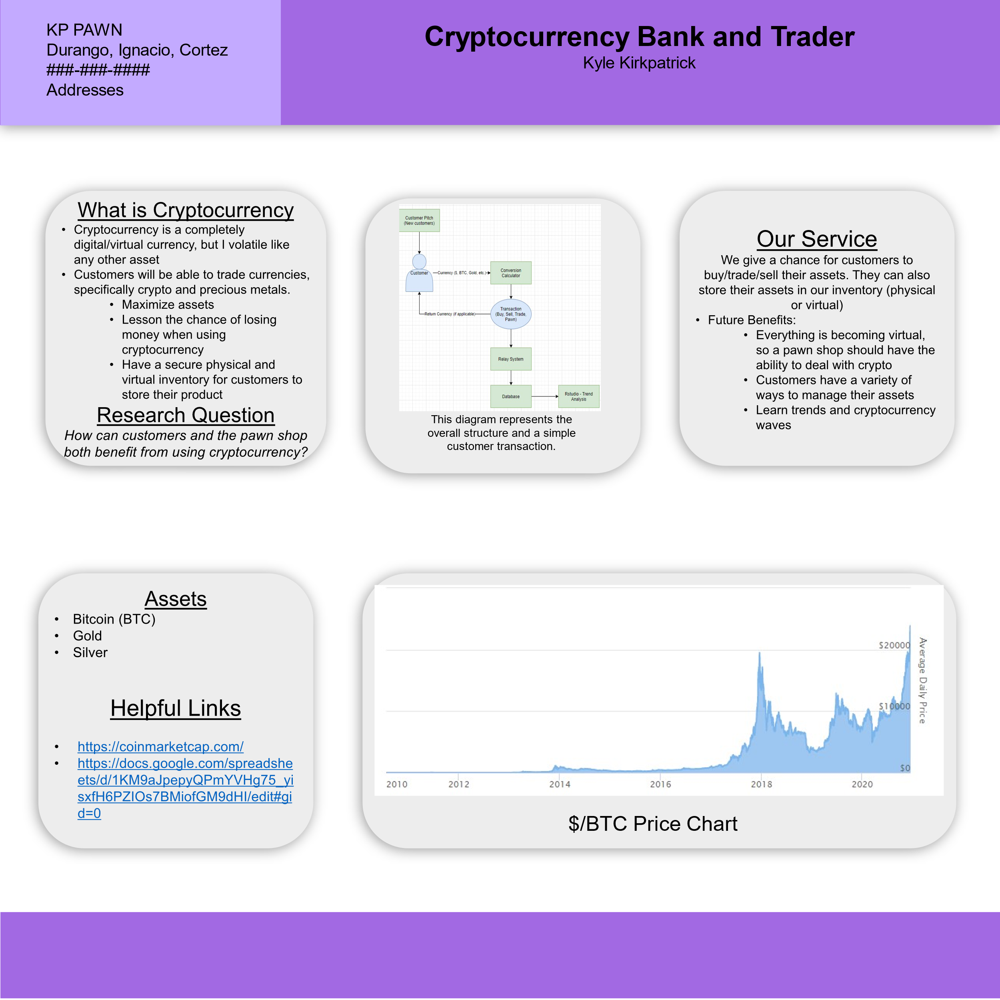 KP PAWN
Durango, Ignacio, Cortez
###-###-####
Addresses
Cryptocurrency Bank and Trader
Kyle Kirkpatrick
What is Cryptocurrency
• Cryptocurrency is a completely
digital/virtual currency, but I volatile like
any other asset
• Customers will be able to trade currencies,
specifically crypto and precious metals.
• Maximize assets
• Lesson the chance of losing
money when using
cryptocurrency
• Have a secure physical and
virtual inventory for customers to
store their product
Research Question
How can customers and the pawn shop
both benefit from using cryptocurrency?
Customer Pitch
(New customers)
Customer
Currency ($, BTC, Gold, etc.)
Conversion
Calculator
Transaction
(Buy, Sell, Trade,
Pawn)
Return Currency (if applicable)
Relay System
Database
Rstudio - Trend
Analysis
This diagram represents the
overall structure and a simple
customer transaction.
Our Service
We give a chance for customers to
buy/trade/sell their assets. They can also
store their assets in our inventory (physical
or virtual)
• Future Benefits:
• Everything is becoming virtual,
so a pawn shop should have the
ability to deal with crypto
• Customers have a variety of
ways to manage their assets
• Learn trends and cryptocurrency
waves
Assets
• Bitcoin (BTC)
• Gold
• Silver
Helpful Links
• https://coinmarketcap.com/
• https://docs.google.com/spreadshe
ets/d/1KM9aJpepyQPmYVHg75_yi
sxfH6PZIOs7BMiofGM9dHI/edit#gi
d=0
$20000
$10000
$0
Average Daily Price
2010 2012 2014 2016 2018 2020
$/BTC Price Chart